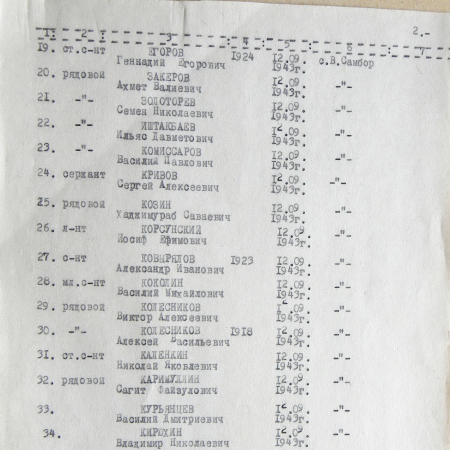 2.-
1: 2 : 3 : 4 : 5 : 6 : 7
19. ст.с-нт ЕГОРОВ 1924 12.09. с.В.Самбор
Геннадий Егорович 1943г.
20. рядовой ЗАКЕРОВ 12.09. -"-
Ахмет Валиевич 1943г.
21. -"- ЗОЛОТОРЕВ 12.09. -"-
Семен Николаевич 1943г.
22. -"- ИШТАКБАЕВ 12.09. -"-
Ильяс Давметович 1943г.
23. -"- КОМИССАРОВ 12.09. -"-
Василий Павлович 1943г.
24. сержант КРИВОВ 12.09. -"-
Сергей Алексеевич 1943г.
25. рядовой КОЗИН 12.09. -"-
Хаджимураб Саваевич 1943г.
26. л-нт КОРСУНСКИЙ 12.09. -"-
Иосиф Ефимович 1943г.
27. с-нт КОВЫРЯЛОВ 1923 12.09. -"-
Александр Иванович 1943г.
28. мл.с-нт КОКОЛИН 12.09. -"-
Василий Михайлович 1943г.
29. рядовой КОЛЕСНИКОВ 12.09. -"-
Виктор Алексеевич 1943г.
30. -"- КОЛЕСНИКОВ 1918 12.09. -"-
Алексей Васильевич 1943г.
31. ст.с-нт КАЛЕНКИН 12.09. -"-
Николай Яковлевич 1943г.
32. рядовой КАРИМУЛЛИН 12.09 -"-
Сагит Файзулович 1943г.
33. КУРЬЯНЦЕВ 12.09. -"-
Василий Дмитриевич 1943г.
34. КИРЮХИН 12.09 -"-
Владимир Николаевич 1943г.